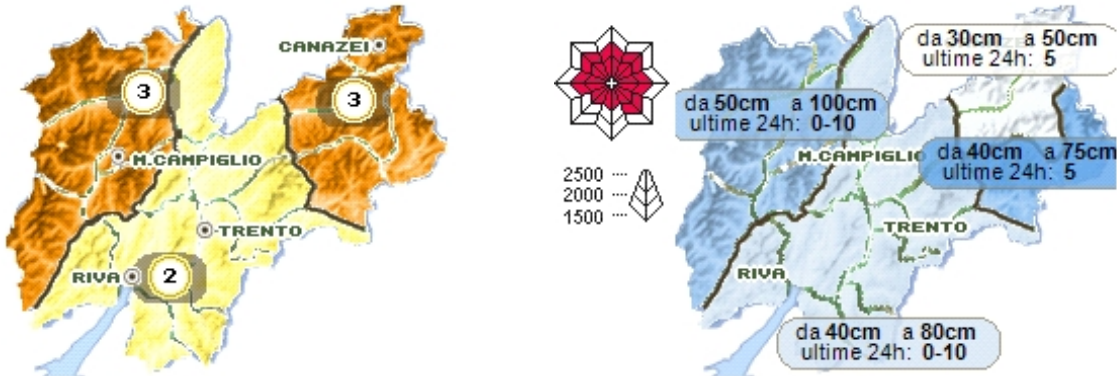 CANAZEI
3
3
M.CAMPIGLIO
TRENTO
RIVA
2
2500
2000
1500
da 30cm a 50cm
ultime 24h: 5
da 50cm a 100cm
ultime 24h: 0-10
M.CAMPIGLIO
da 40cm a 75cm
ultime 24h: 5
TRENTO
RIVA
da 40cm a 80cm
ultime 24h: 0-10